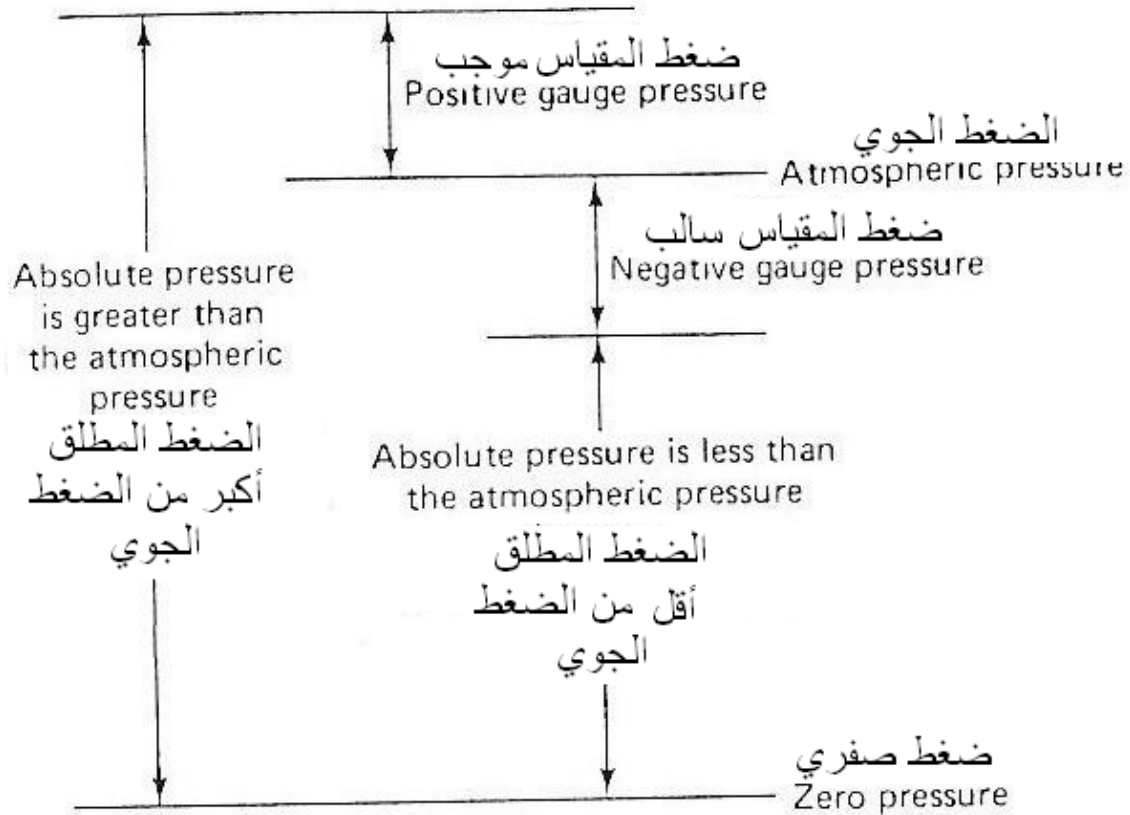 ضغط المقياس موجب
Positive gauge pressure
الضغط الجوي
Atmospheric pressure
ضغط المقياس سالب
Negative gauge pressure
Absolute pressure
is greater than
the atmospheric
pressure
الضغط المطلق
أكبر من الضغط
الجوي
Absolute pressure is less than
the atmospheric pressure
الضغط المطلق
أقل من الضغط
الجوي
ضغط صفري
Zero pressure